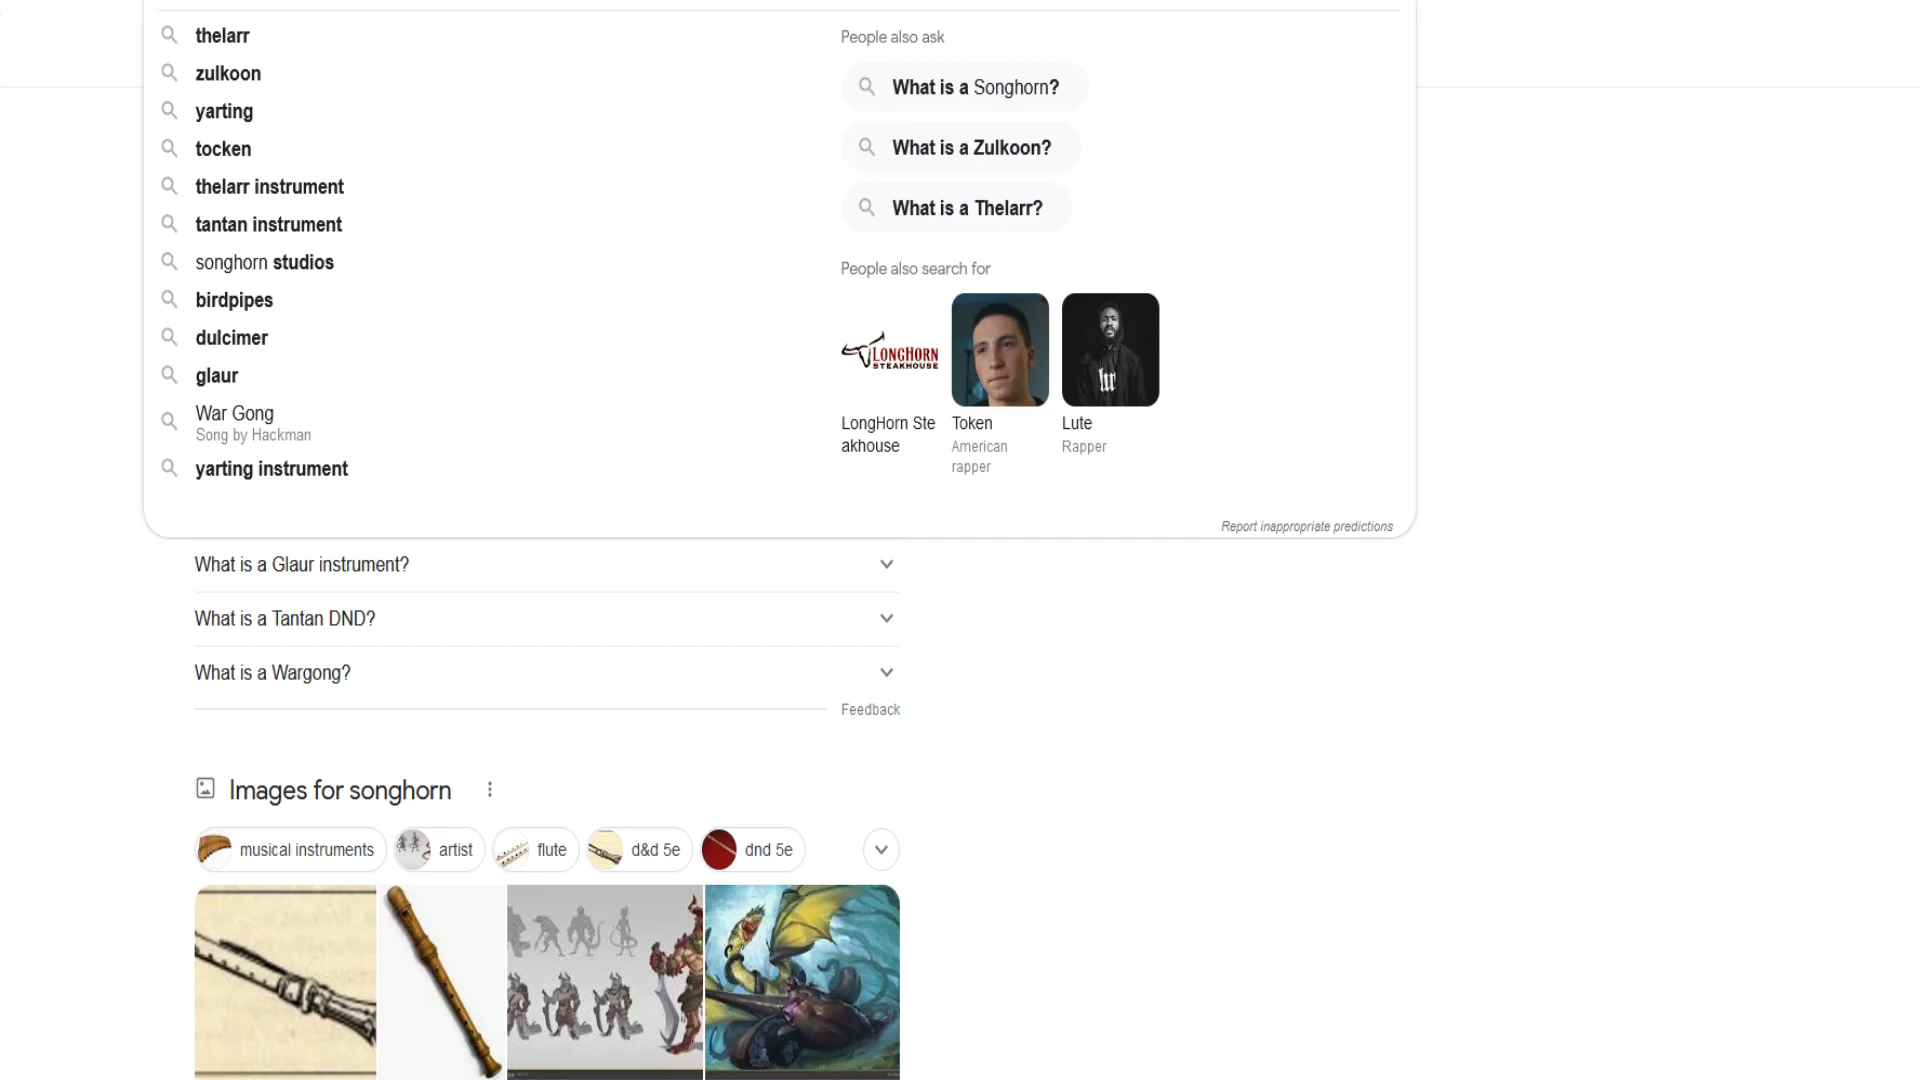 thelarr
zulkoon
yarting
tocken
thelarr instrument
tantan instrument
songhorn studios
birdpipes
dulcimer
glaur
War Gong
Song by Hackman
yarting instrument
People also ask
What is a Songhorn?
What is a Zulkoon?
What is a Thelarr?
People also search for
LONGHORN
STEAKHOUSE
LongHorn Ste
akhouse
Token
American
rapper
Lute
Rapper
Report inappropriate predictions
What is a Glaur instrument?
What is a Tantan DND?
What is a Wargong?
Feedback
Images for songhorn
musical instruments
artist
flute
d&d 5e
dnd 5e